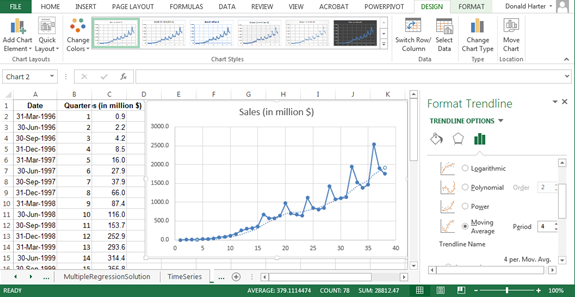 FILE HOME INSERT PAGE LAYOUT FORMULAS DATA REVIEW ACROBAT POWERPIVOT DESIGN FORMAT Donald Harter
Add Chart Element Quick Layout Change Colors Switch Row/ Column Select Data Change Chart Type Move Chart
Chart Layouts Chart Styles Data Type Location
Chart 2 fx
A B C D E F G H I J K L M
1 Date Quarter s (in million $)
2 31-Mar-1996 1 0.9
3 30-Jun-1996 2 2.2
4 30-Sep-1996 3 4.2
5 31-Dec-1996 4 8.5
6 31-Mar-1997 5 16.0
7 30-Jun-1997 6 27.9
8 30-Sep-1997 7 37.9
9 31-Dec-1997 8 66.0
10 31-Mar-1998 9 87.4
11 30-Jun-1998 10 116.0
12 30-Sep-1998 11 153.7
13 31-Dec-1998 12 252.9
14 31-Mar-1999 13 293.6
15 30-Jun-1999 14 314.4
Sales (in million $)
3000.0
2500.0
2000.0
1500.0
1000.0
500.0
0.0
0 5 10 15 20 25 30 35 40
Format Trendline
TRENDLINE OPTIONS
Logarithmic
Polynomial Order 2
Power
Moving Average Period 4
Trendline Name
4 per. Mov. Avg.
... MultipleRegressionSolution TimeSeries ...
READY AVERAGE: 379.1114474 COUNT: 78 SUM: 28812.47 100%